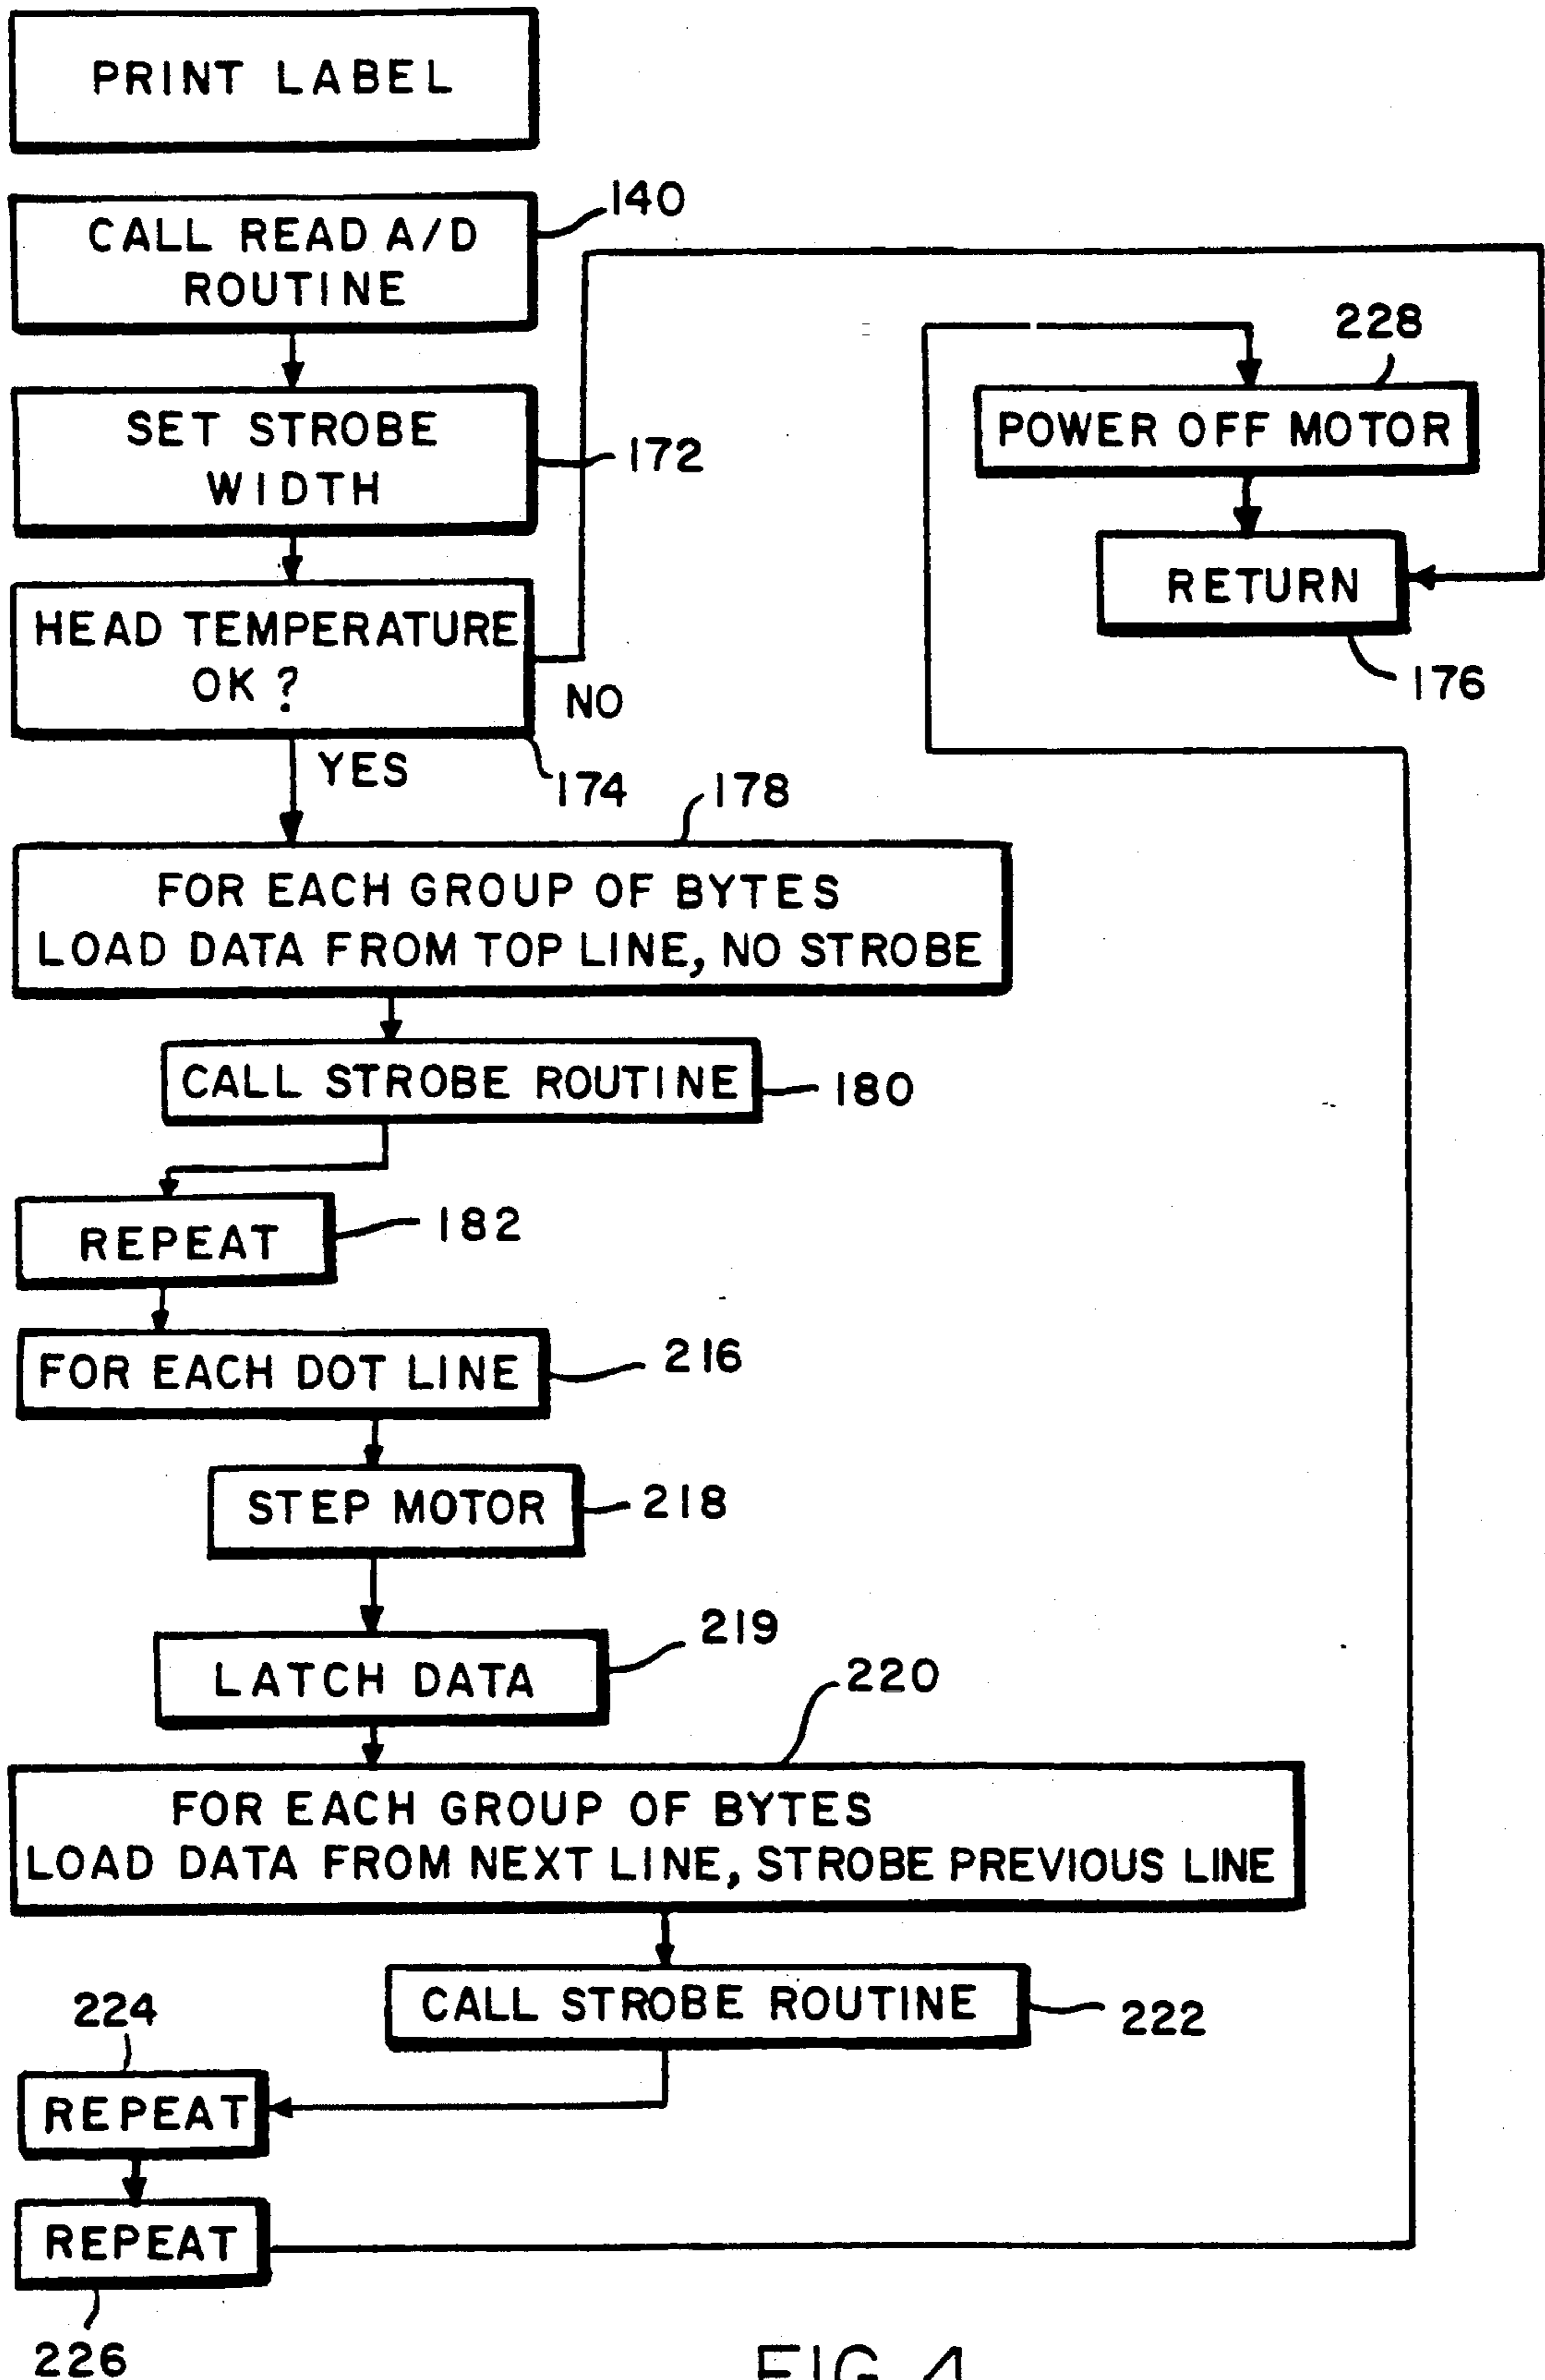 PRINT LABEL
CALL READ A/D
ROUTINE
140
SET STROBE
WIDTH
172
HEAD TEMPERATURE
OK ?
NO
YES
174
228
POWER OFF MOTOR
RETURN
176
178
FOR EACH GROUP OF BYTES
LOAD DATA FROM TOP LINE, NO STROBE
CALL STROBE ROUTINE
180
REPEAT
182
FOR EACH DOT LINE
216
STEP MOTOR
218
LATCH DATA
219
220
FOR EACH GROUP OF BYTES
LOAD DATA FROM NEXT LINE, STROBE PREVIOUS LINE
CALL STROBE ROUTINE
222
224
REPEAT
REPEAT
226
FIG. 4